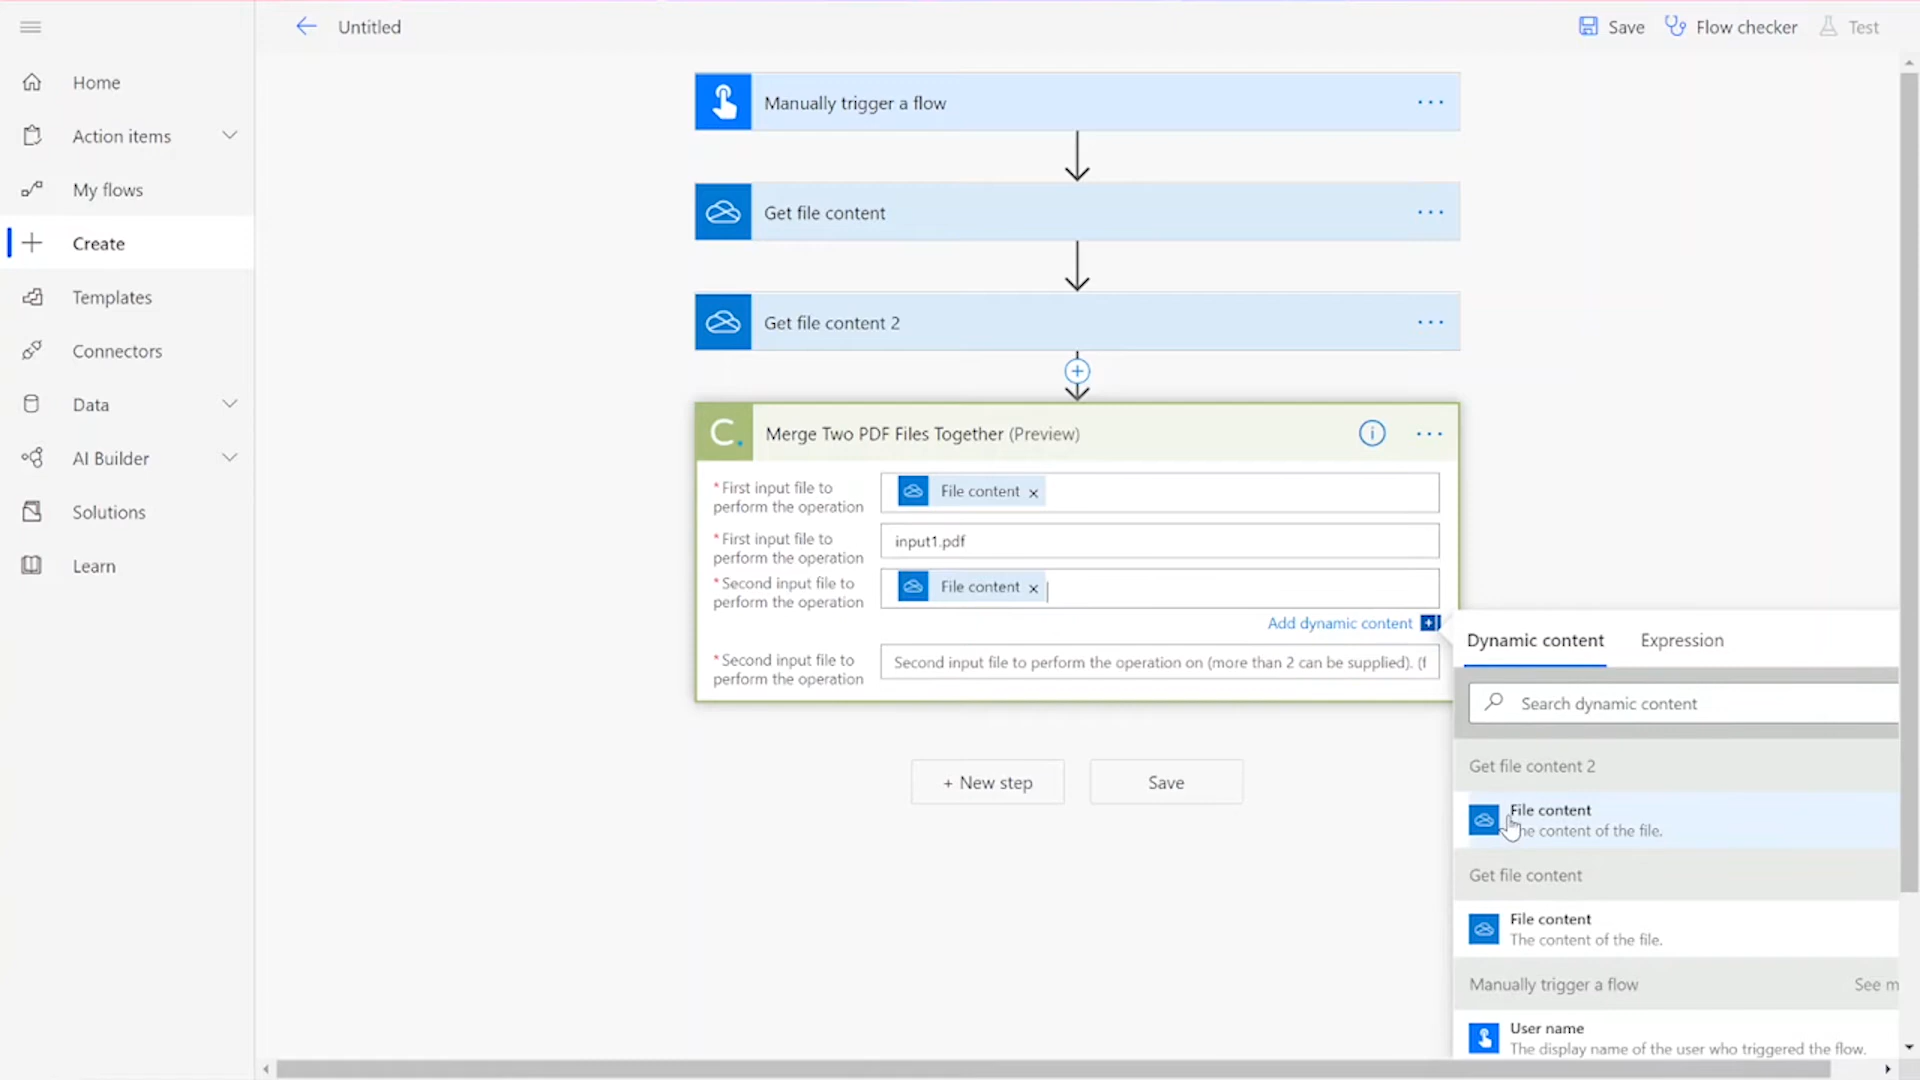 Untitled
Save
Flow checker
Test
Home
Action items
My flows
Create
Templates
Connectors
Data
AI Builder
Solutions
Learn
Manually trigger a flow
Get file content
Get file content 2
C.
Merge Two PDF Files Together (Preview)
* First input file to
perform the operation
File content ×
* First input file to
perform the operation
input1.pdf
* Second input file to
perform the operation
File content ×
Add dynamic content
* Second input file to
perform the operation
Second input file to perform the operation on (more than 2 can be supplied). (f
+ New step
Save
Dynamic content
Expression
Search dynamic content
Get file content 2
File content
he content of the file.
Get file content
File content
The content of the file.
Manually trigger a flow
See m
User name
The display name of the user who triggered the flow.